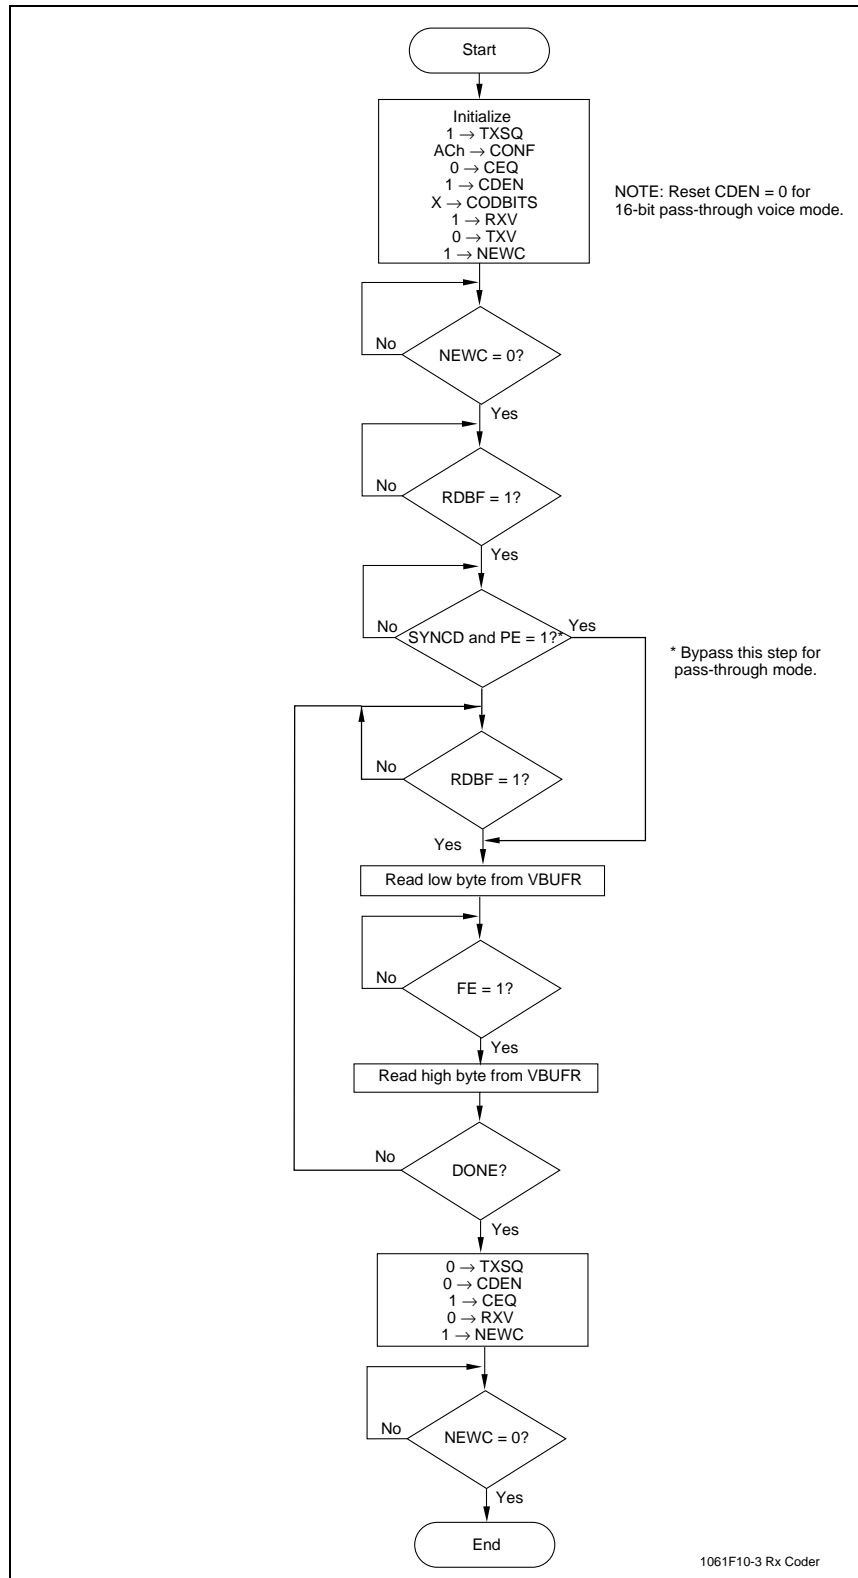 Start
Initialize
1 → TXSQ
ACh → CONF
0 → CEQ
1 → CDEN
X → CODBITS
1 → RXV
0 → TXV
1 → NEWC
NOTE: Reset CDEN = 0 for
16-bit pass-through voice mode.
No
NEWC = 0?
Yes
No
RDBF = 1?
Yes
No
SYNCD and PE = 1?*
Yes
* Bypass this step for
pass-through mode.
No
RDBF = 1?
Yes
Read low byte from VBUFR
No
FE = 1?
Yes
Read high byte from VBUFR
No
DONE?
Yes
0 → TXSQ
0 → CDEN
1 → CEQ
0 → RXV
1 → NEWC
No
NEWC = 0?
Yes
End
1061F10-3 Rx Coder